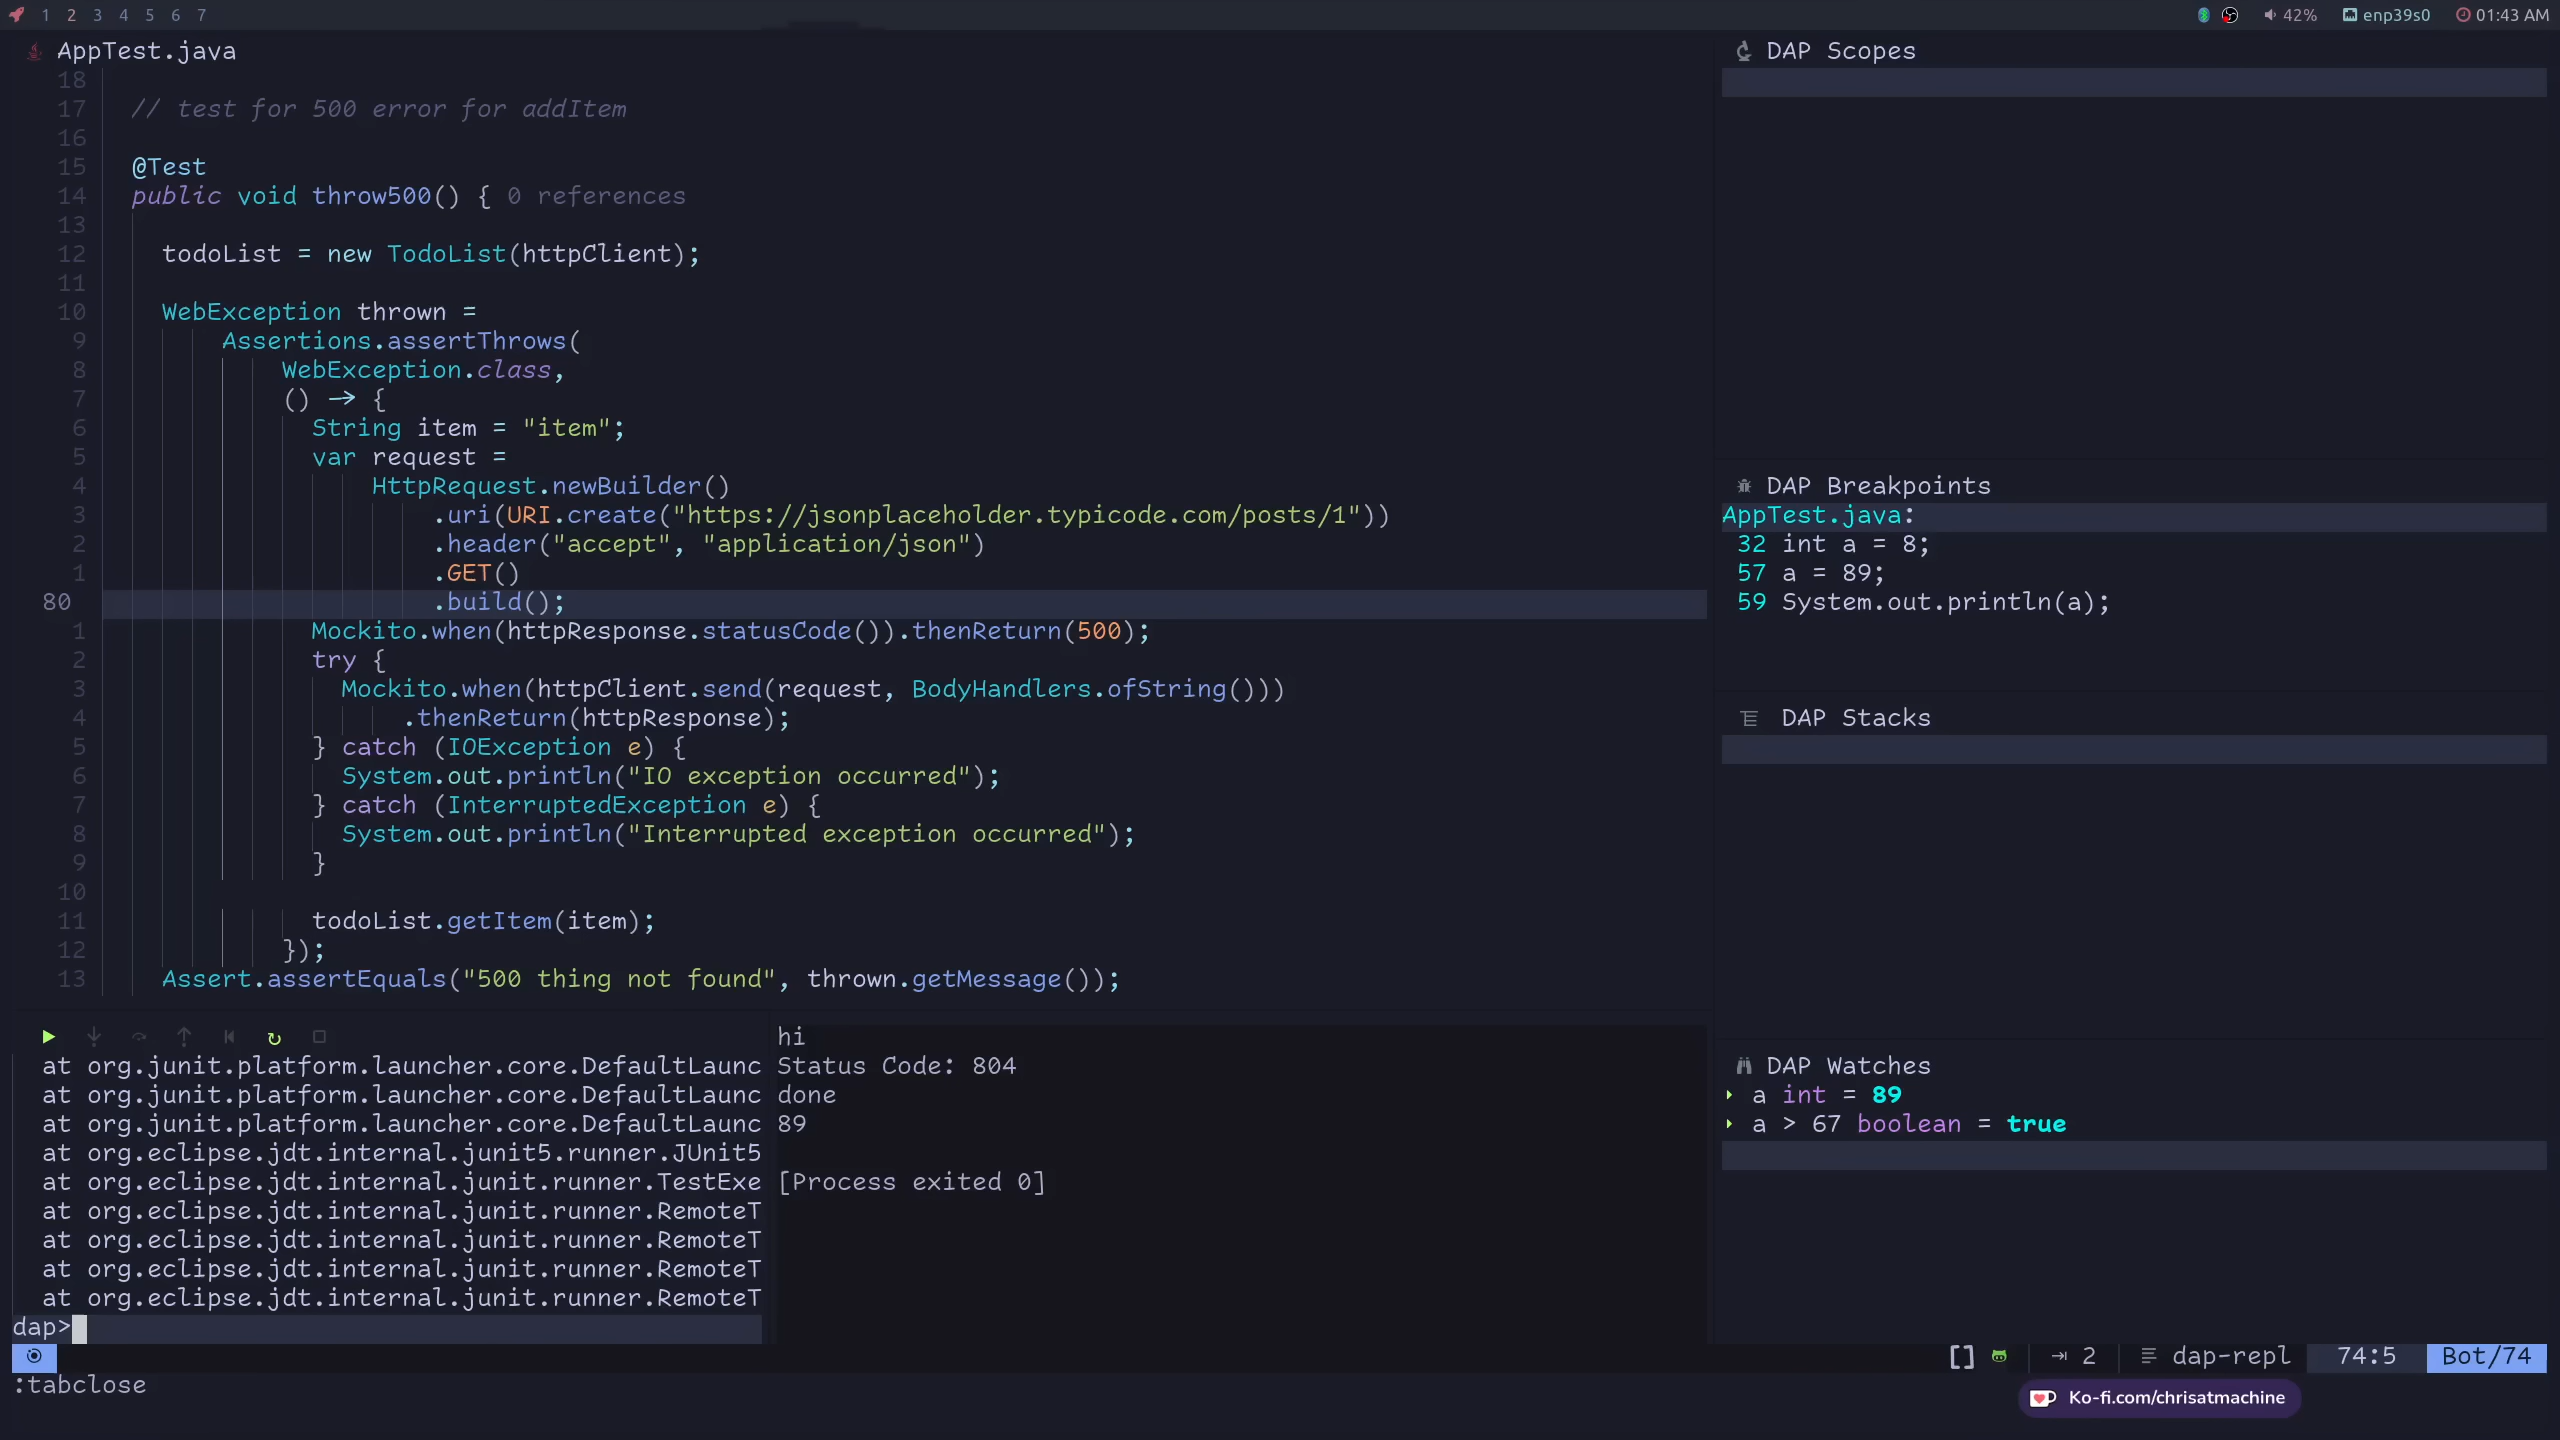 1 2 3 4 5 6 7
42% enp39s0 01:43 AM
AppTest.java
18
17 // test for 500 error for addItem
16
15 @Test
14 public void throw500() { 0 references
13
12 todoList = new TodoList(httpClient);
11
10 WebException thrown =
9 Assertions.assertThrows(
8 WebException.class,
7 () -> {
6 String item = "item";
5 var request =
4 HttpRequest.newBuilder()
3 .uri(URI.create("https://jsonplaceholder.typicode.com/posts/1"))
2 .header("accept", "application/json")
1 .GET()
80 .build();
1 Mockito.when(httpResponse.statusCode()).thenReturn(500);
2 try {
3 Mockito.when(httpClient.send(request, BodyHandlers.ofString()))
4 .thenReturn(httpResponse);
5 } catch (IOException e) {
6 System.out.println("IO exception occurred");
7 } catch (InterruptedException e) {
8 System.out.println("Interrupted exception occurred");
9 }
10
11 todoList.getItem(item);
12 });
13 Assert.assertEquals("500 thing not found", thrown.getMessage());
at org.junit.platform.launcher.core.DefaultLaunc
at org.junit.platform.launcher.core.DefaultLaunc
at org.junit.platform.launcher.core.DefaultLaunc
at org.eclipse.jdt.internal.junit5.runner.JUnit5
at org.eclipse.jdt.internal.junit.runner.TestExe
at org.eclipse.jdt.internal.junit.runner.RemoteT
at org.eclipse.jdt.internal.junit.runner.RemoteT
at org.eclipse.jdt.internal.junit.runner.RemoteT
at org.eclipse.jdt.internal.junit.runner.RemoteT
dap>
hi
Status Code: 804
done
89
[Process exited 0]
DAP Scopes
DAP Breakpoints
AppTest.java:
32 int a = 8;
57 a = 89;
59 System.out.println(a);
DAP Stacks
DAP Watches
a int = 89
a > 67 boolean = true
[] 2 dap-repl 74:5 Bot/74
:tabclose
Ko-fi.com/chrisatmachine